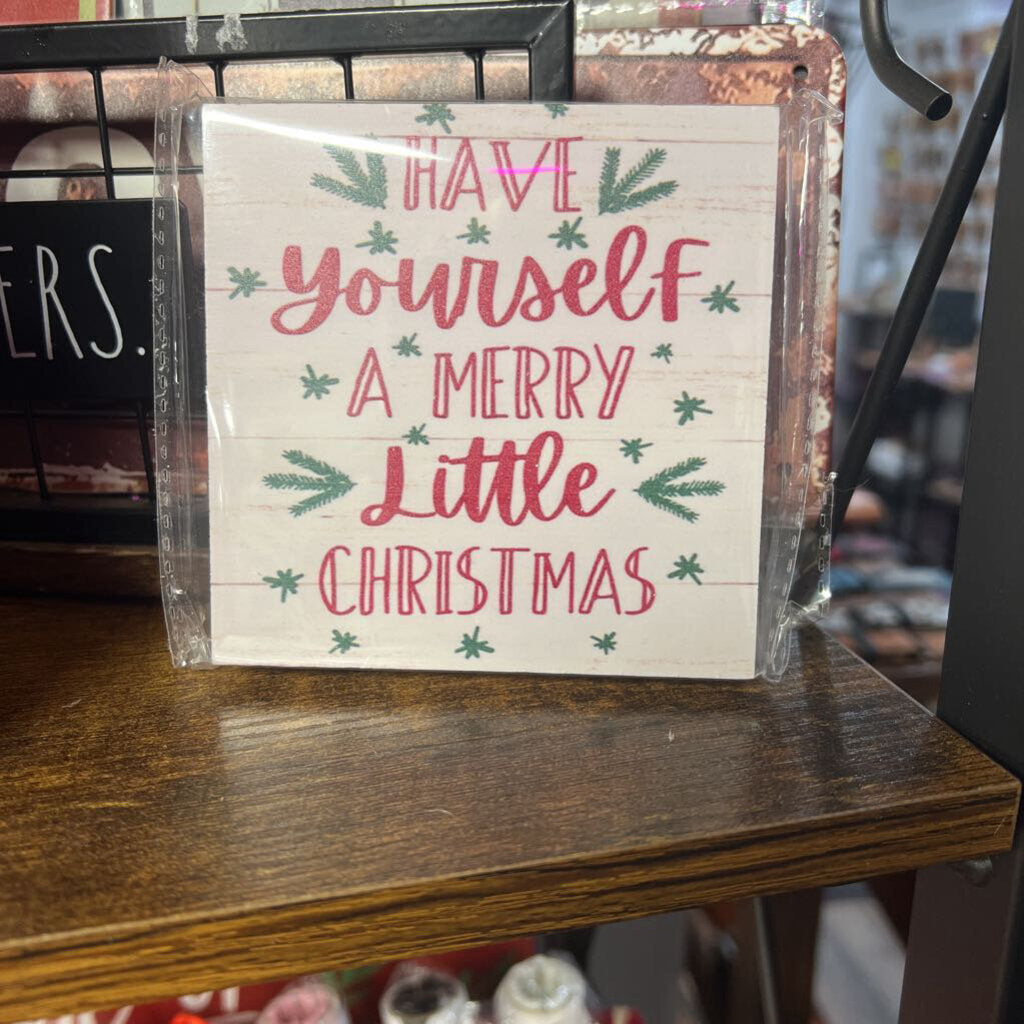 HAVE
yourself
A MERRY
Little
CHRISTMAS
ERS.